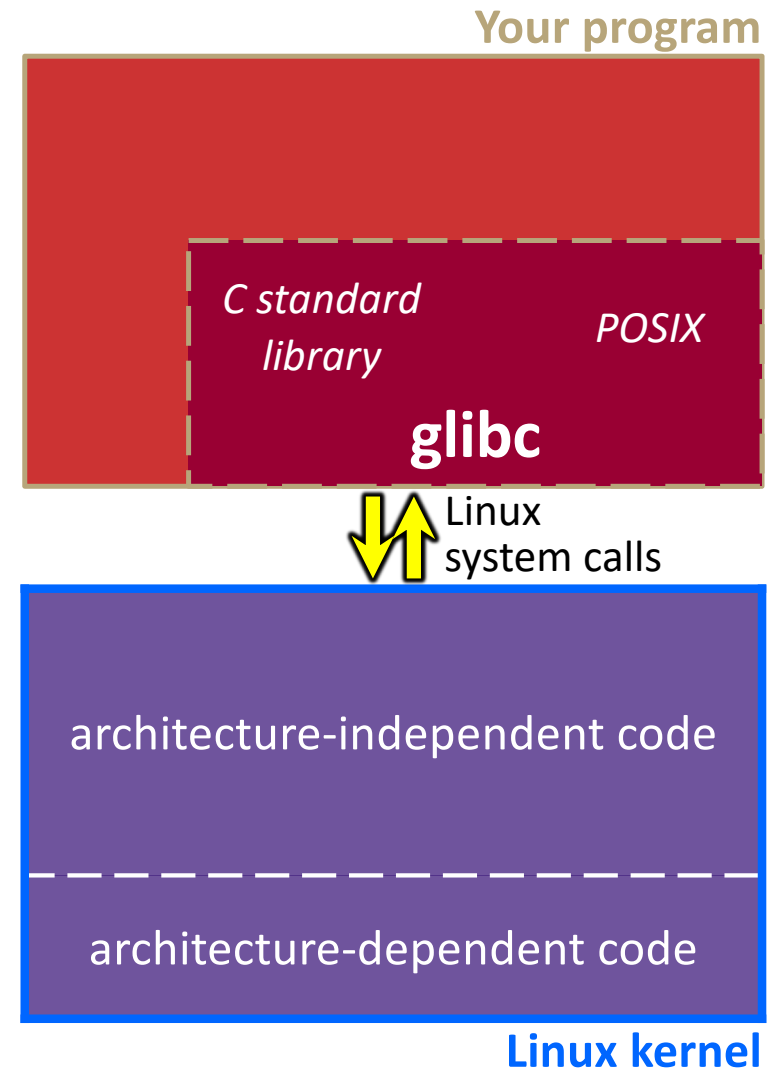 Your program
C standard
library
POSIX
glibc
Linux
system calls
architecture-independent code
architecture-dependent code
Linux kernel